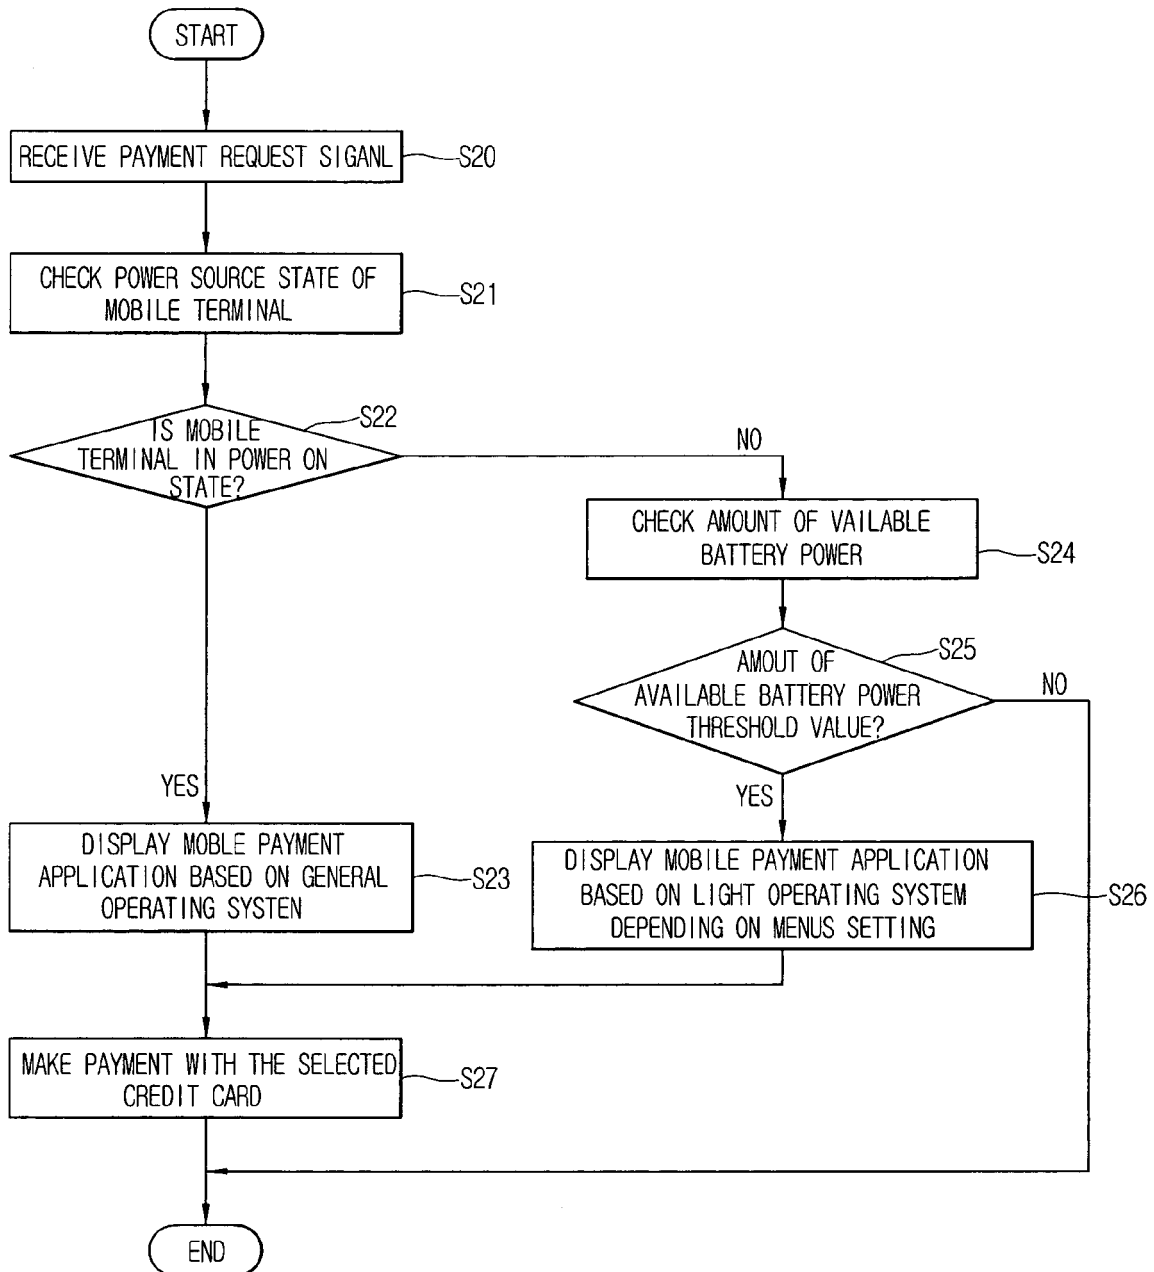 START
RECEIVE PAYMENT REQUEST SIGANL
S20
CHECK POWER SOURCE STATE OF
MOBILE TERMINAL
S21
S22
IS MOBILE
TERMINAL IN POWER ON
STATE?
NO
CHECK AMOUNT OF VAILABLE
BATTERY POWER
S24
S25
AMOUT OF
AVAILABLE BATTERY POWER
THRESHOLD VALUE?
NO
YES
YES
DISPLAY MOBLE PAYMENT
APPLICATION BASED ON GENERAL
OPERATING SYSTEN
S23
DISPLAY MOBILE PAYMENT APPLICATION
BASED ON LIGHT OPERATING SYSTEM
DEPENDING ON MENUS SETTING
S26
MAKE PAYMENT WITH THE SELECTED
CREDIT CARD
S27
END